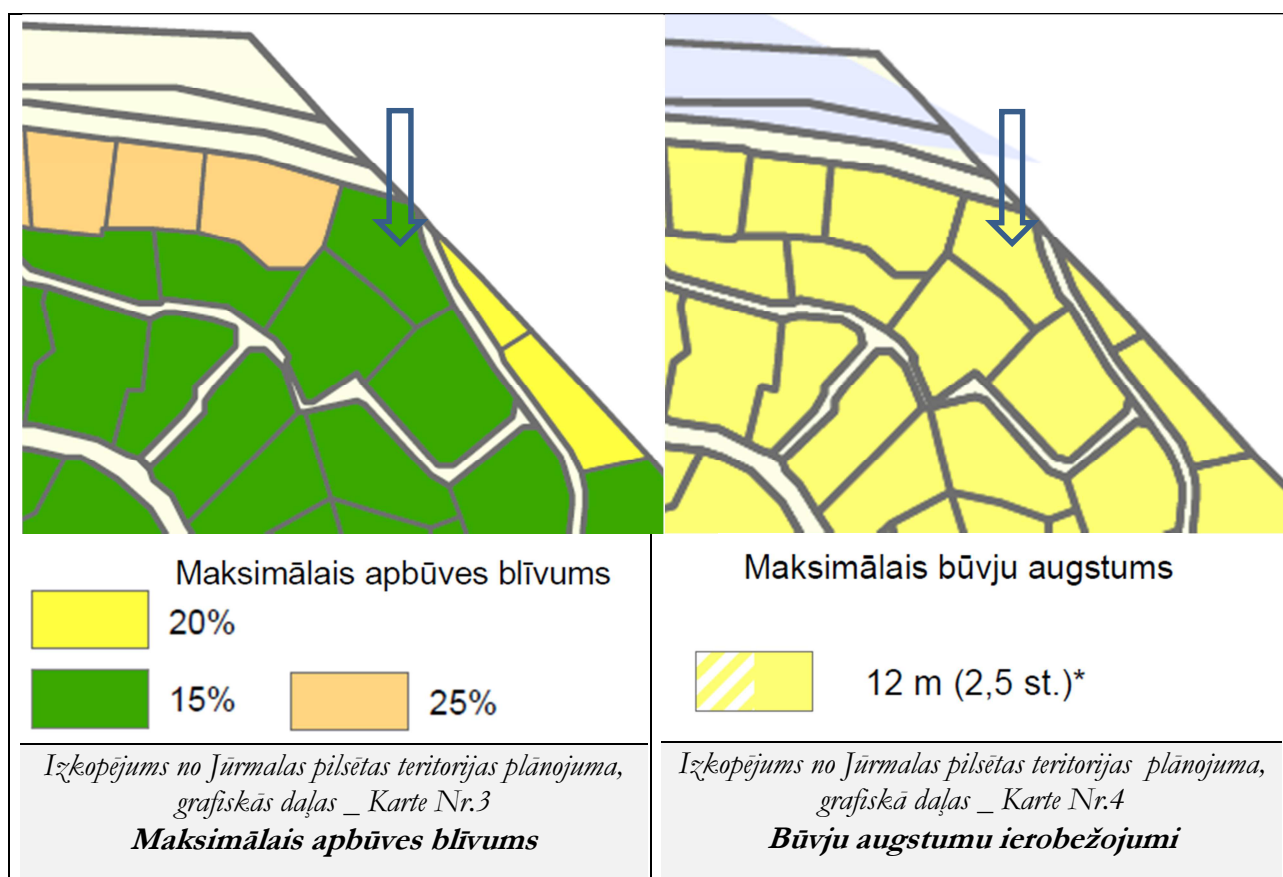 Maksimālais apbūves blīvums
20%
15%
25%
Izkopējums no Jūrmalas pilsētas teritorijas plānojuma,
grafiskās daļas _ Karte Nr.3
Maksimālais apbūves blīvums
Maksimālais būvju augstums
12 m (2,5 st.)*
Izkopējums no Jūrmalas pilsētas teritorijas plānojuma,
grafiskā daļas _ Karte Nr.4
Būvju augstumu ierobežojumi